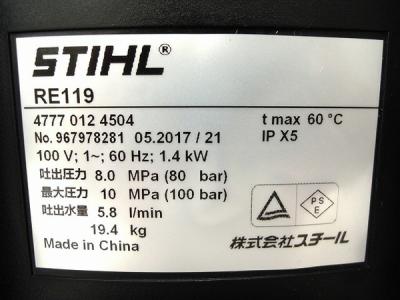 STIHL®
RE119
4777 012 4504 t max 60 °C
No. 967978281 05.2017 / 21 IP X5
100 V; 1~; 60 Hz; 1.4 kW
吐出圧力 8.0 MPa (80 bar)
最大圧力 10 MPa (100 bar)
吐出水量 5.8 l/min
19.4 kg
Made in China
PS
E
株式会社スチール